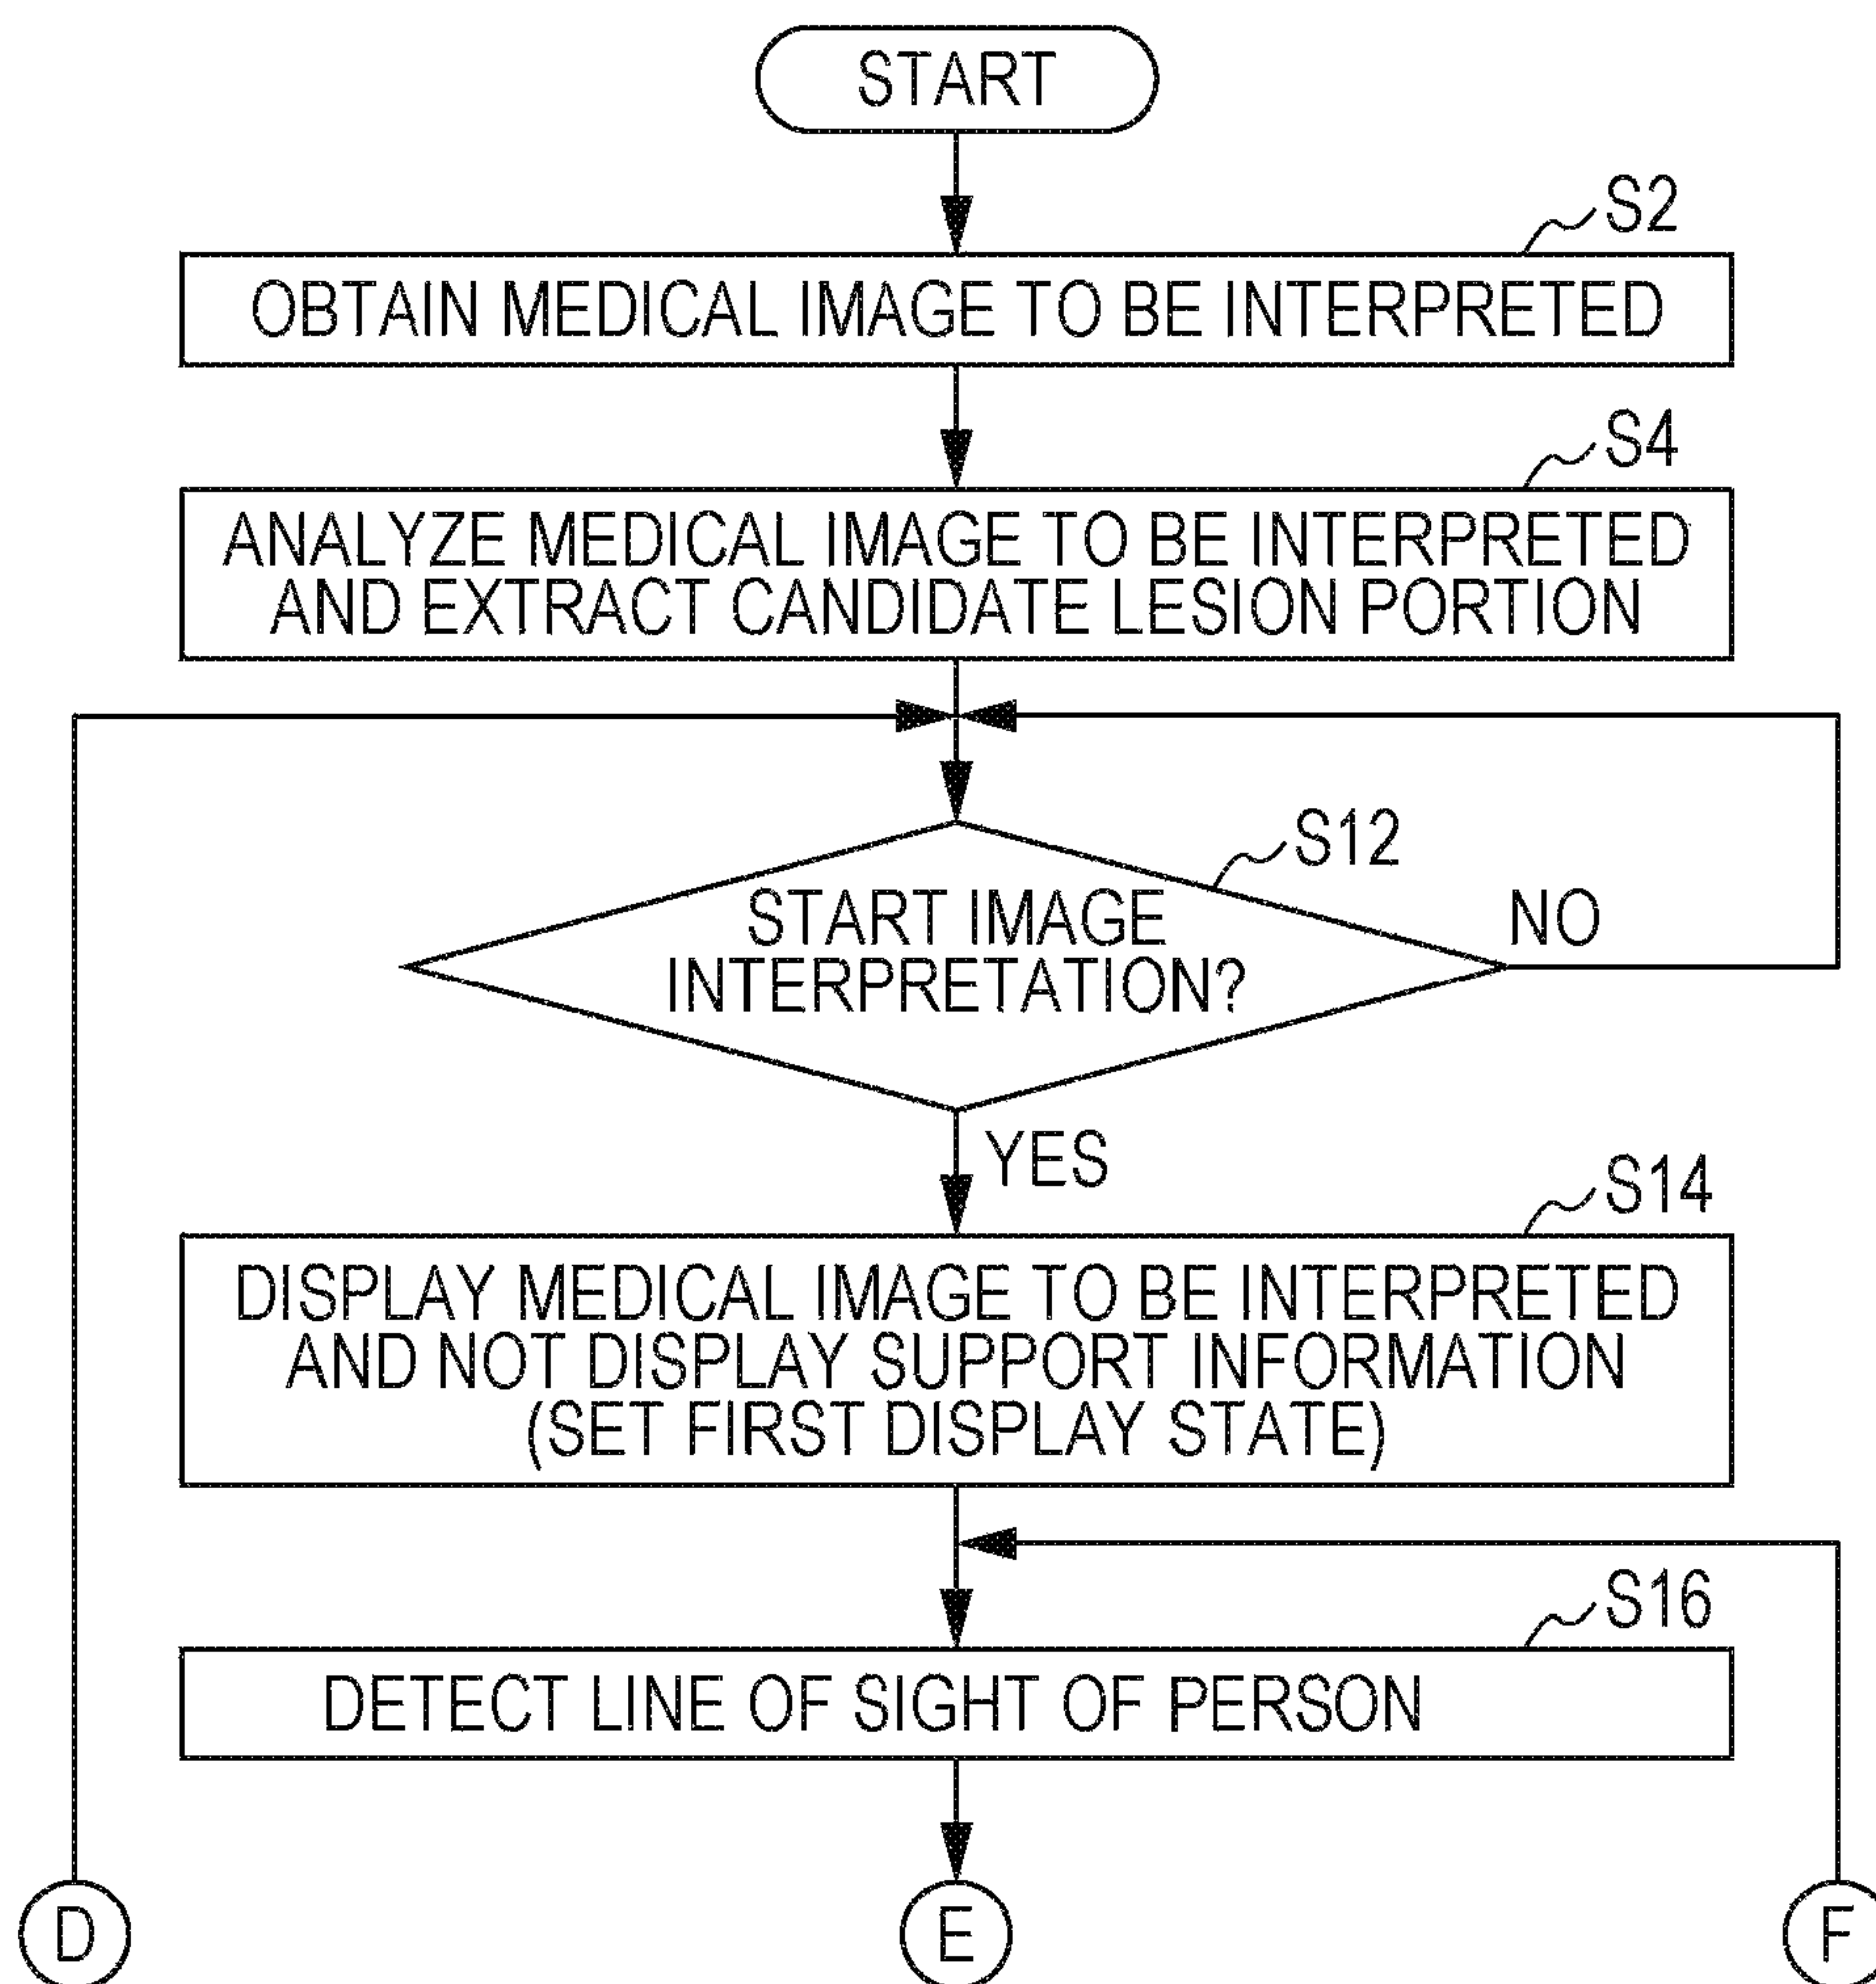 START
S2
OBTAIN MEDICAL IMAGE TO BE INTERPRETED
S4
ANALYZE MEDICAL IMAGE TO BE INTERPRETED
AND EXTRACT CANDIDATE LESION PORTION
S12
START IMAGE
INTERPRETATION?
NO
YES
S14
DISPLAY MEDICAL IMAGE TO BE INTERPRETED
AND NOT DISPLAY SUPPORT INFORMATION
(SET FIRST DISPLAY STATE)
S16
DETECT LINE OF SIGHT OF PERSON
D
E
F